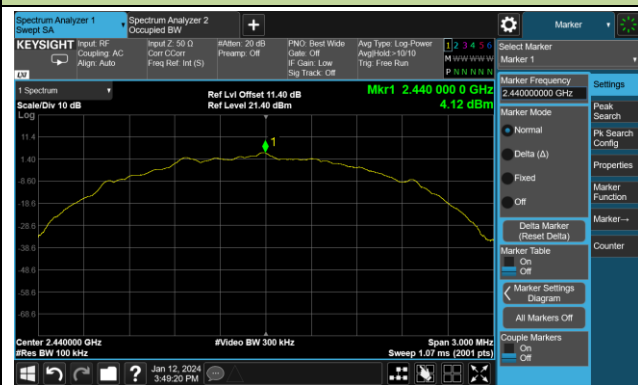 Spectrum Analyzer 1
Swept SA
Spectrum Analyzer 2
Occupied BW
+
Marker
KEYSIGHT
Input: RF
Coupling: AC
Align: Auto
Input Z: 50 Ω
Corr CCorr
Freq Ref: Int (S)
#Atten: 20 dB
Preamp: Off
PNO: Best Wide
Gate: Off
IF Gain: Low
Sig Track: Off
Avg Type: Log-Power
Avg|Hold:>10/10
Trig: Free Run
1 2 3 4 5 6
M W W W W W
P N N N N N
LXI
Select Marker
Marker 1
1 Spectrum
Scale/Div 10 dB
Log
Ref Lvl Offset 11.40 dB
Ref Level 21.40 dBm
Mkr1 2.440 000 0 GHz
4.12 dBm
11.4
1.40
-8.60
-18.6
-28.6
-38.6
-48.6
-58.6
-68.6
1
Center 2.440000 GHz
#Res BW 100 kHz
#Video BW 300 kHz
Span 3.000 MHz
Sweep 1.07 ms (2001 pts)
Marker Frequency
2.440000000 GHz
Marker Mode
Normal
Delta (Δ)
Fixed
Off
Delta Marker
(Reset Delta)
Marker Table
On
Off
Marker Settings
Diagram
All Markers Off
Couple Markers
On
Off
Settings
Peak
Search
Pk Search
Config
Properties
Marker
Function
Marker→
Counter
?
Jan 12, 2024
3:49:20 PM